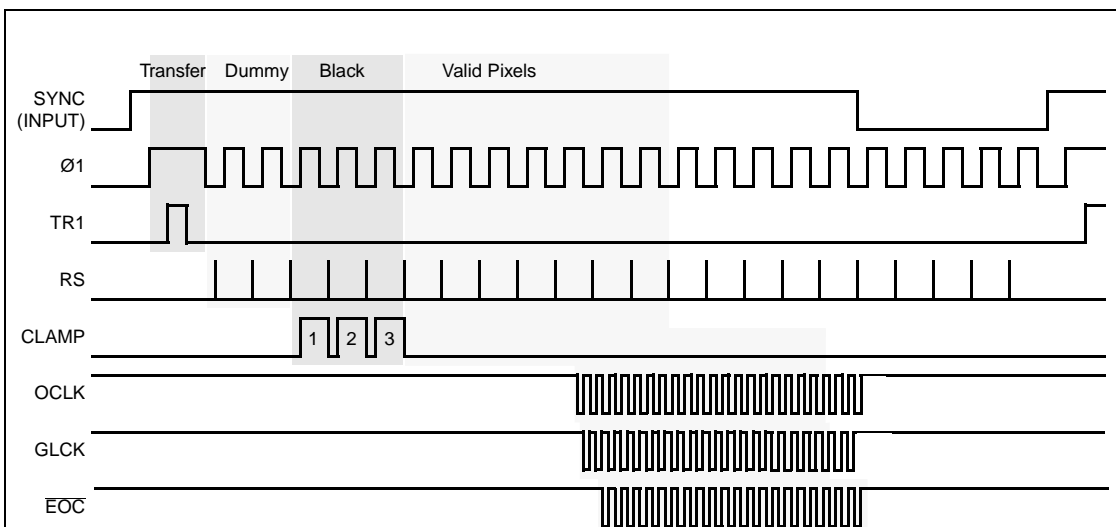 Transfer Dummy Black Valid Pixels
SYNC
(INPUT)
Ø1
TR1
RS
CLAMP 1 2 3
OCLK
GLCK
EOC